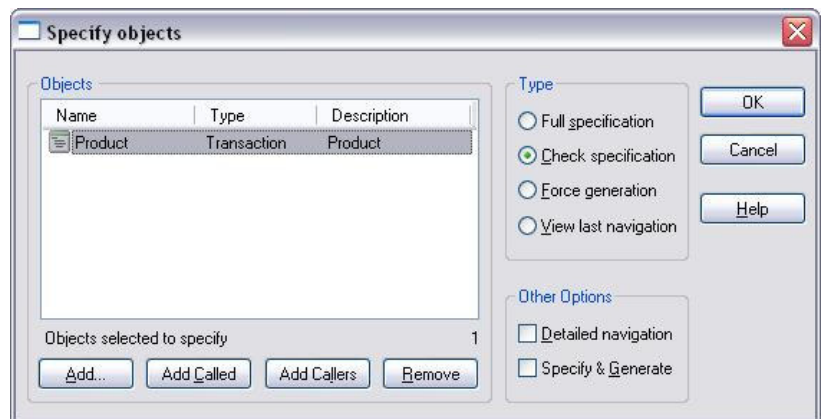 Specify objects
Objects
Name Type Description
Product Transaction Product
Objects selected to specify 1
Add... Add Called Add Callers Remove
Type
Full specification
Check specification
Force generation
View last navigation
Other Options
Detailed navigation
Specify & Generate
OK
Cancel
Help